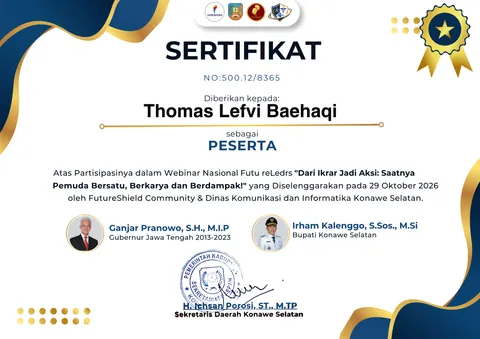 SERTIFIKAT
NO:500.12/8365
Diberikan kepada:
Thomas Lefvi Baehaqi
sebagai
PESERTA
Atas Partisipasinya dalam Webinar Nasional Futu reLedrs "Dari Ikrar Jadi Aksi: Saatnya
Pemuda Bersatu, Berkarya dan Berdampak!" yang Diselenggarakan pada 29 Oktober 2026
oleh FutureShield Community & Dinas Komunikasi dan Informatika Konawe Selatan.
Ganjar Pranowo, S.H., M.I.P
Gubernur Jawa Tengah 2013-2023
Irham Kalenggo, S.Sos., M.Si
Bupati Konawe Selatan
H. Ichsan Porosi, ST., M.TP
Sekretaris Daerah Konawe Selatan